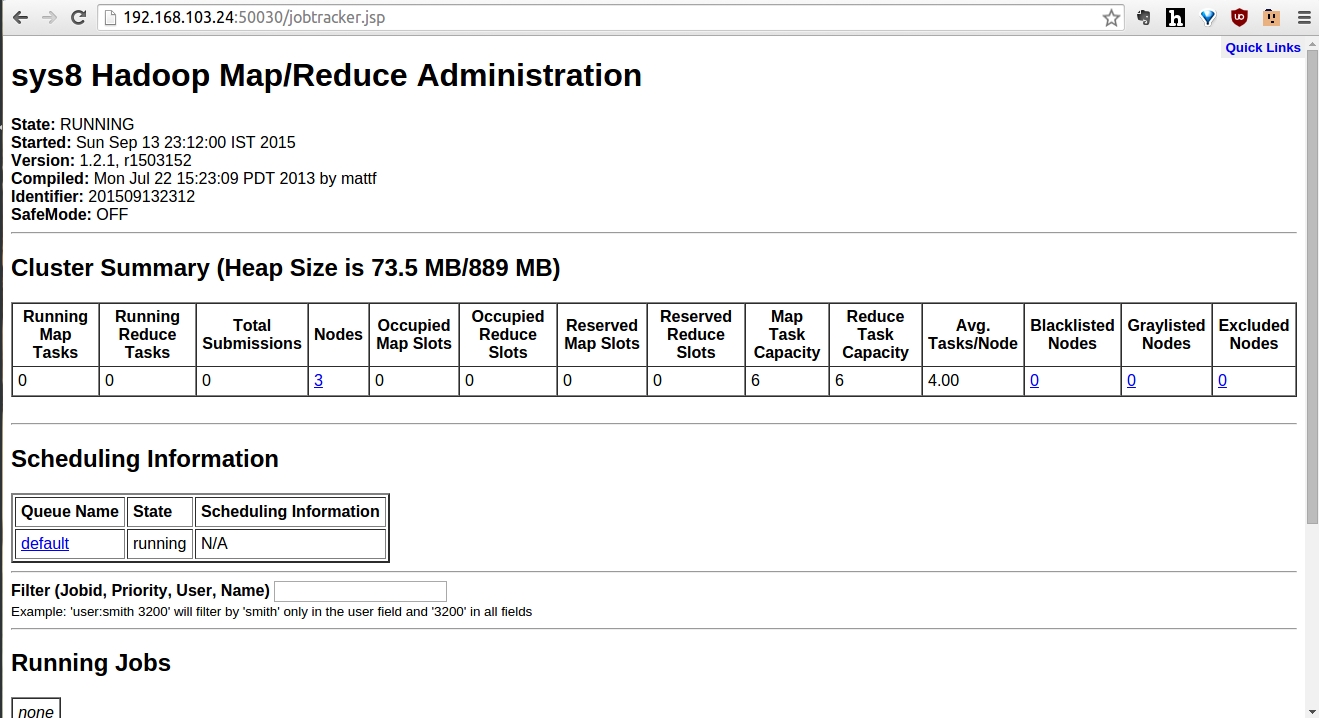 192.168.103.24:50030/jobtracker.jsp
Quick Links
sys8 Hadoop Map/Reduce Administration
State: RUNNING
Started: Sun Sep 13 23:12:00 IST 2015
Version: 1.2.1, r1503152
Compiled: Mon Jul 22 15:23:09 PDT 2013 by mattf
Identifier: 201509132312
SafeMode: OFF
Cluster Summary (Heap Size is 73.5 MB/889 MB)
Running Map Tasks Running Reduce Tasks Total Submissions Nodes Occupied Map Slots Occupied Reduce Slots Reserved Map Slots Reserved Reduce Slots Map Task Capacity Reduce Task Capacity Avg. Tasks/Node Blacklisted Nodes Graylisted Nodes Excluded Nodes
0 0 0 3 0 0 0 0 6 6 4.00 0 0 0
Scheduling Information
Queue Name State Scheduling Information
default running N/A
Filter (Jobid, Priority, User, Name)
Example: 'user:smith 3200' will filter by 'smith' only in the user field and '3200' in all fields
Running Jobs
none